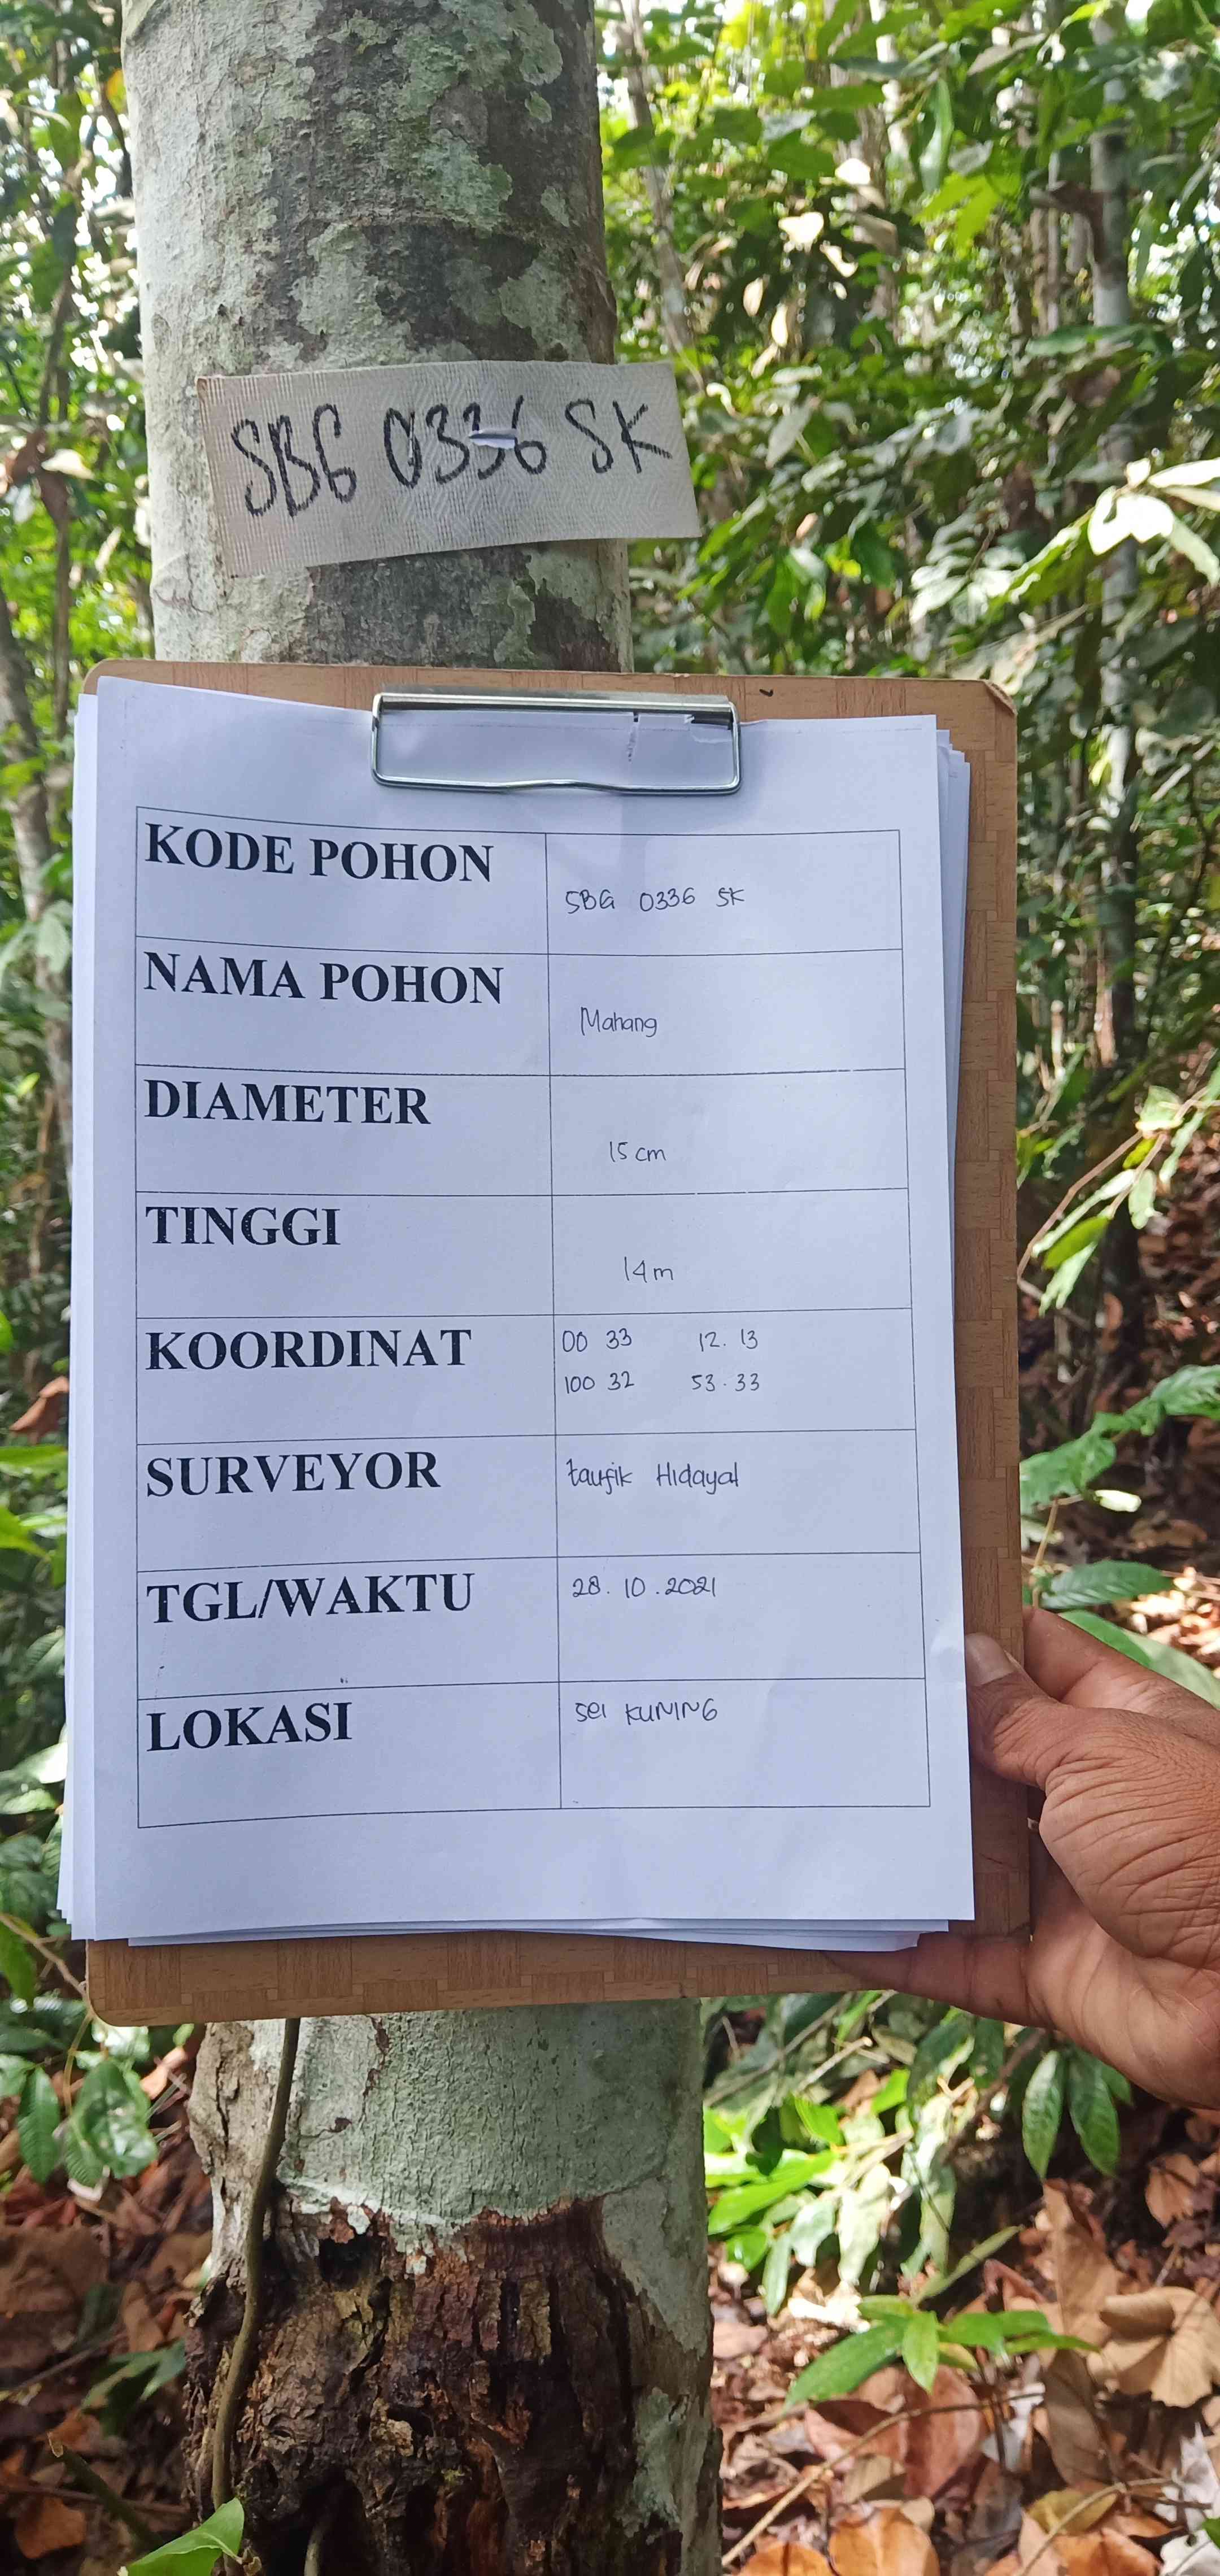 SBG 0336 SK
KODE POHON
SBG 0336 SK
NAMA POHON
Mahang
DIAMETER
15 cm
TINGGI
14 m
KOORDINAT
00 33 12.13
100 32 53.33
SURVEYOR
taufik Hidayat
TGL/WAKTU
28.10.2021
LOKASI
sei KUNING